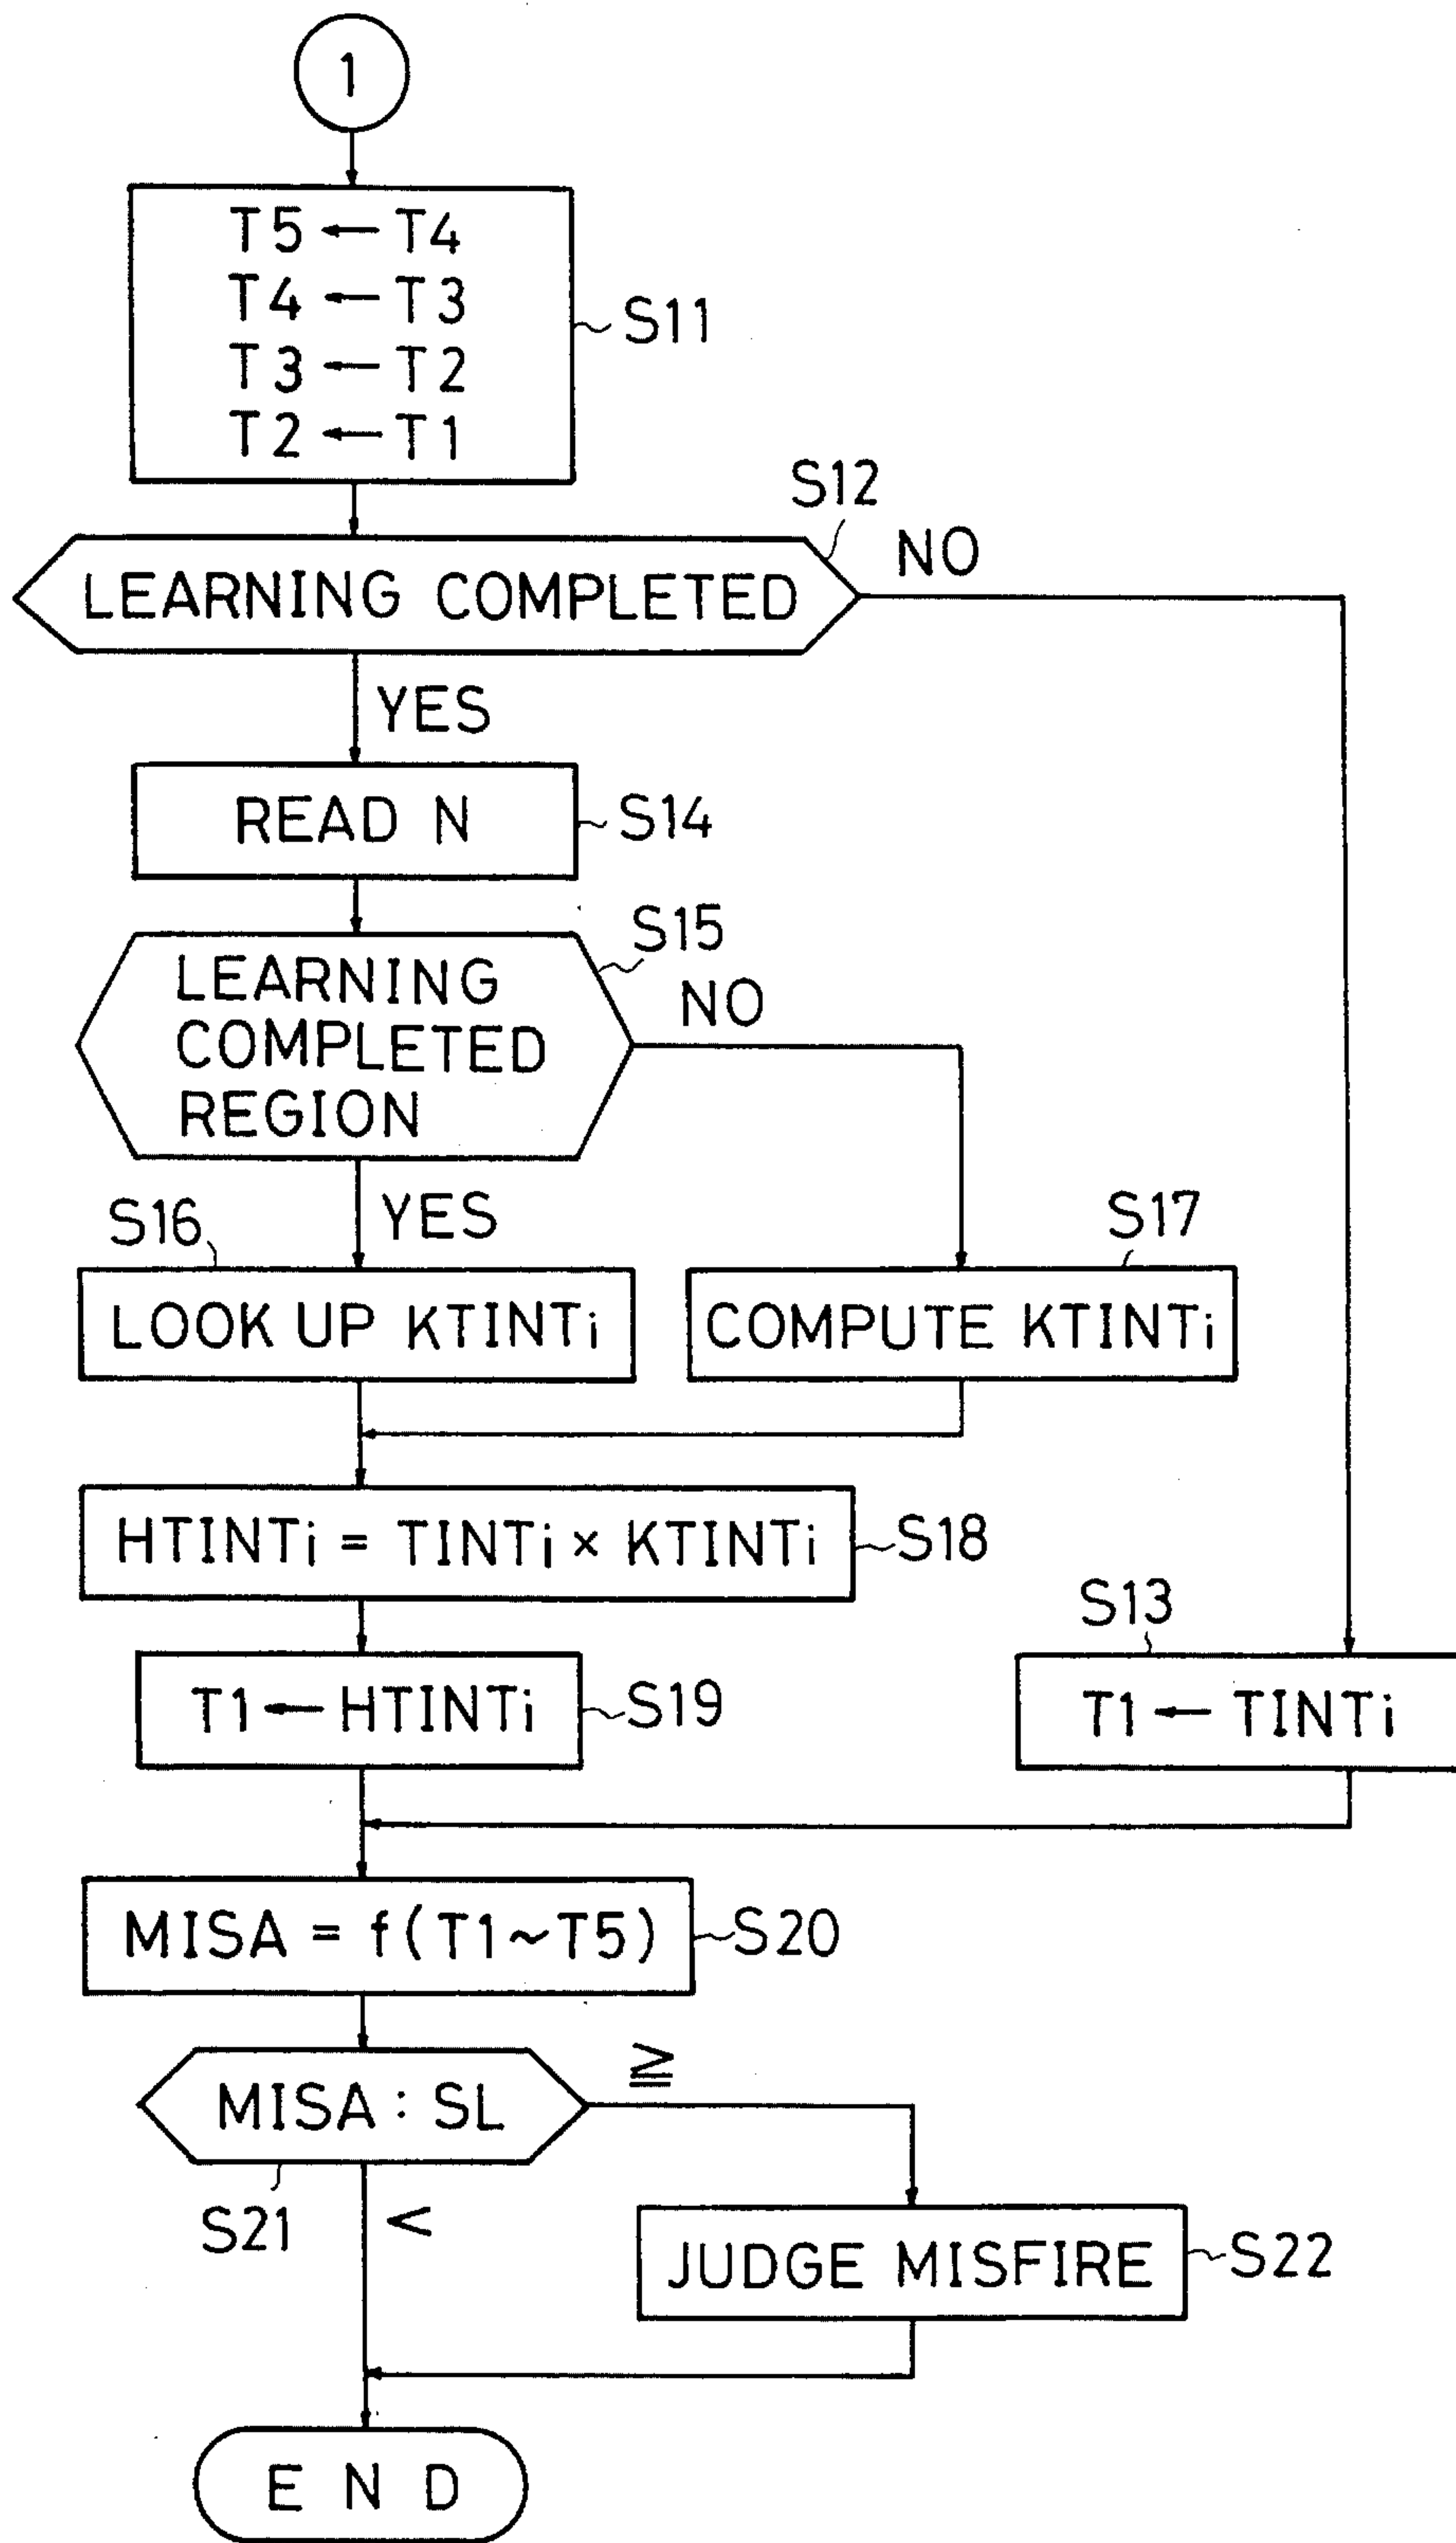 1
T5 ← T4
T4 ← T3
T3 ← T2
T2 ← T1
S11
S12
LEARNING COMPLETED
NO
YES
READ N
S14
S15
LEARNING
COMPLETED
REGION
NO
YES
S16
S17
LOOK UP KTINTi
COMPUTE KTINTi
HTINTi = TINTi × KTINTi
S18
S13
T1 ← HTINTi
S19
T1 ← TINTi
MISA = f(T1~T5)
S20
MISA : SL
≧
S21
<
JUDGE MISFIRE
S22
END